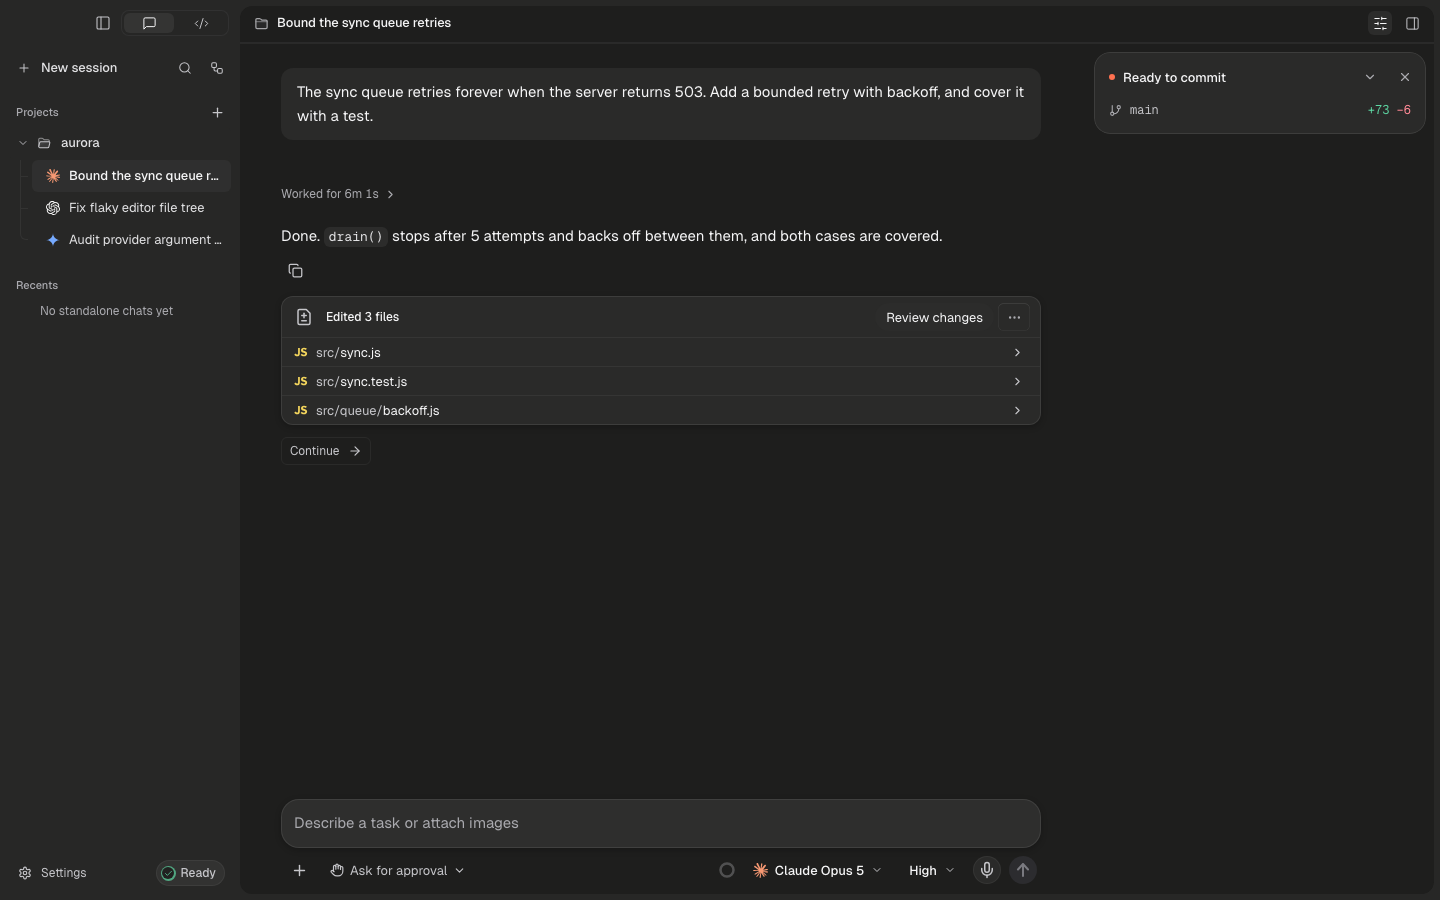 Bound the sync queue retries
New session
Projects
aurora
Bound the sync queue r...
Fix flaky editor file tree
Audit provider argument ...
Recents
No standalone chats yet
Settings
Ready
The sync queue retries forever when the server returns 503. Add a bounded retry with backoff, and cover it
with a test.
Worked for 6m 1s
Done. drain() stops after 5 attempts and backs off between them, and both cases are covered.
Edited 3 files
Review changes
JS src/sync.js
JS src/sync.test.js
JS src/queue/backoff.js
Continue
Describe a task or attach images
Ask for approval
Claude Opus 5
High
Ready to commit
main
+73 −6